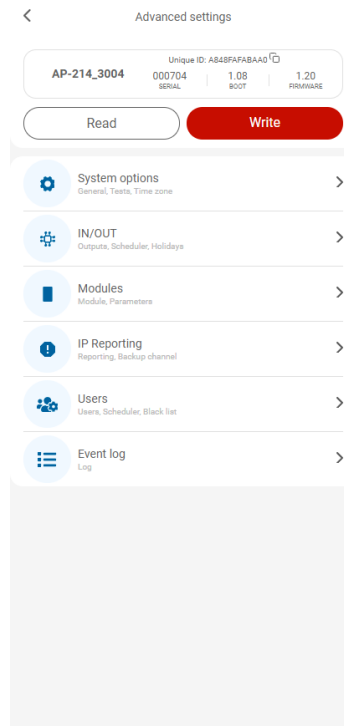 Advanced settings
Unique ID: A848FAFABAA0
AP-214_3004
000704 1.08 1.20
SERIAL BOOT FIRMWARE
Read Write
System options
General, Tests, Time zone
IN/OUT
Outputs, Scheduler, Holidays
Modules
Module, Parameters
IP Reporting
Reporting, Backup channel
Users
Users, Scheduler, Black list
Event log
Log